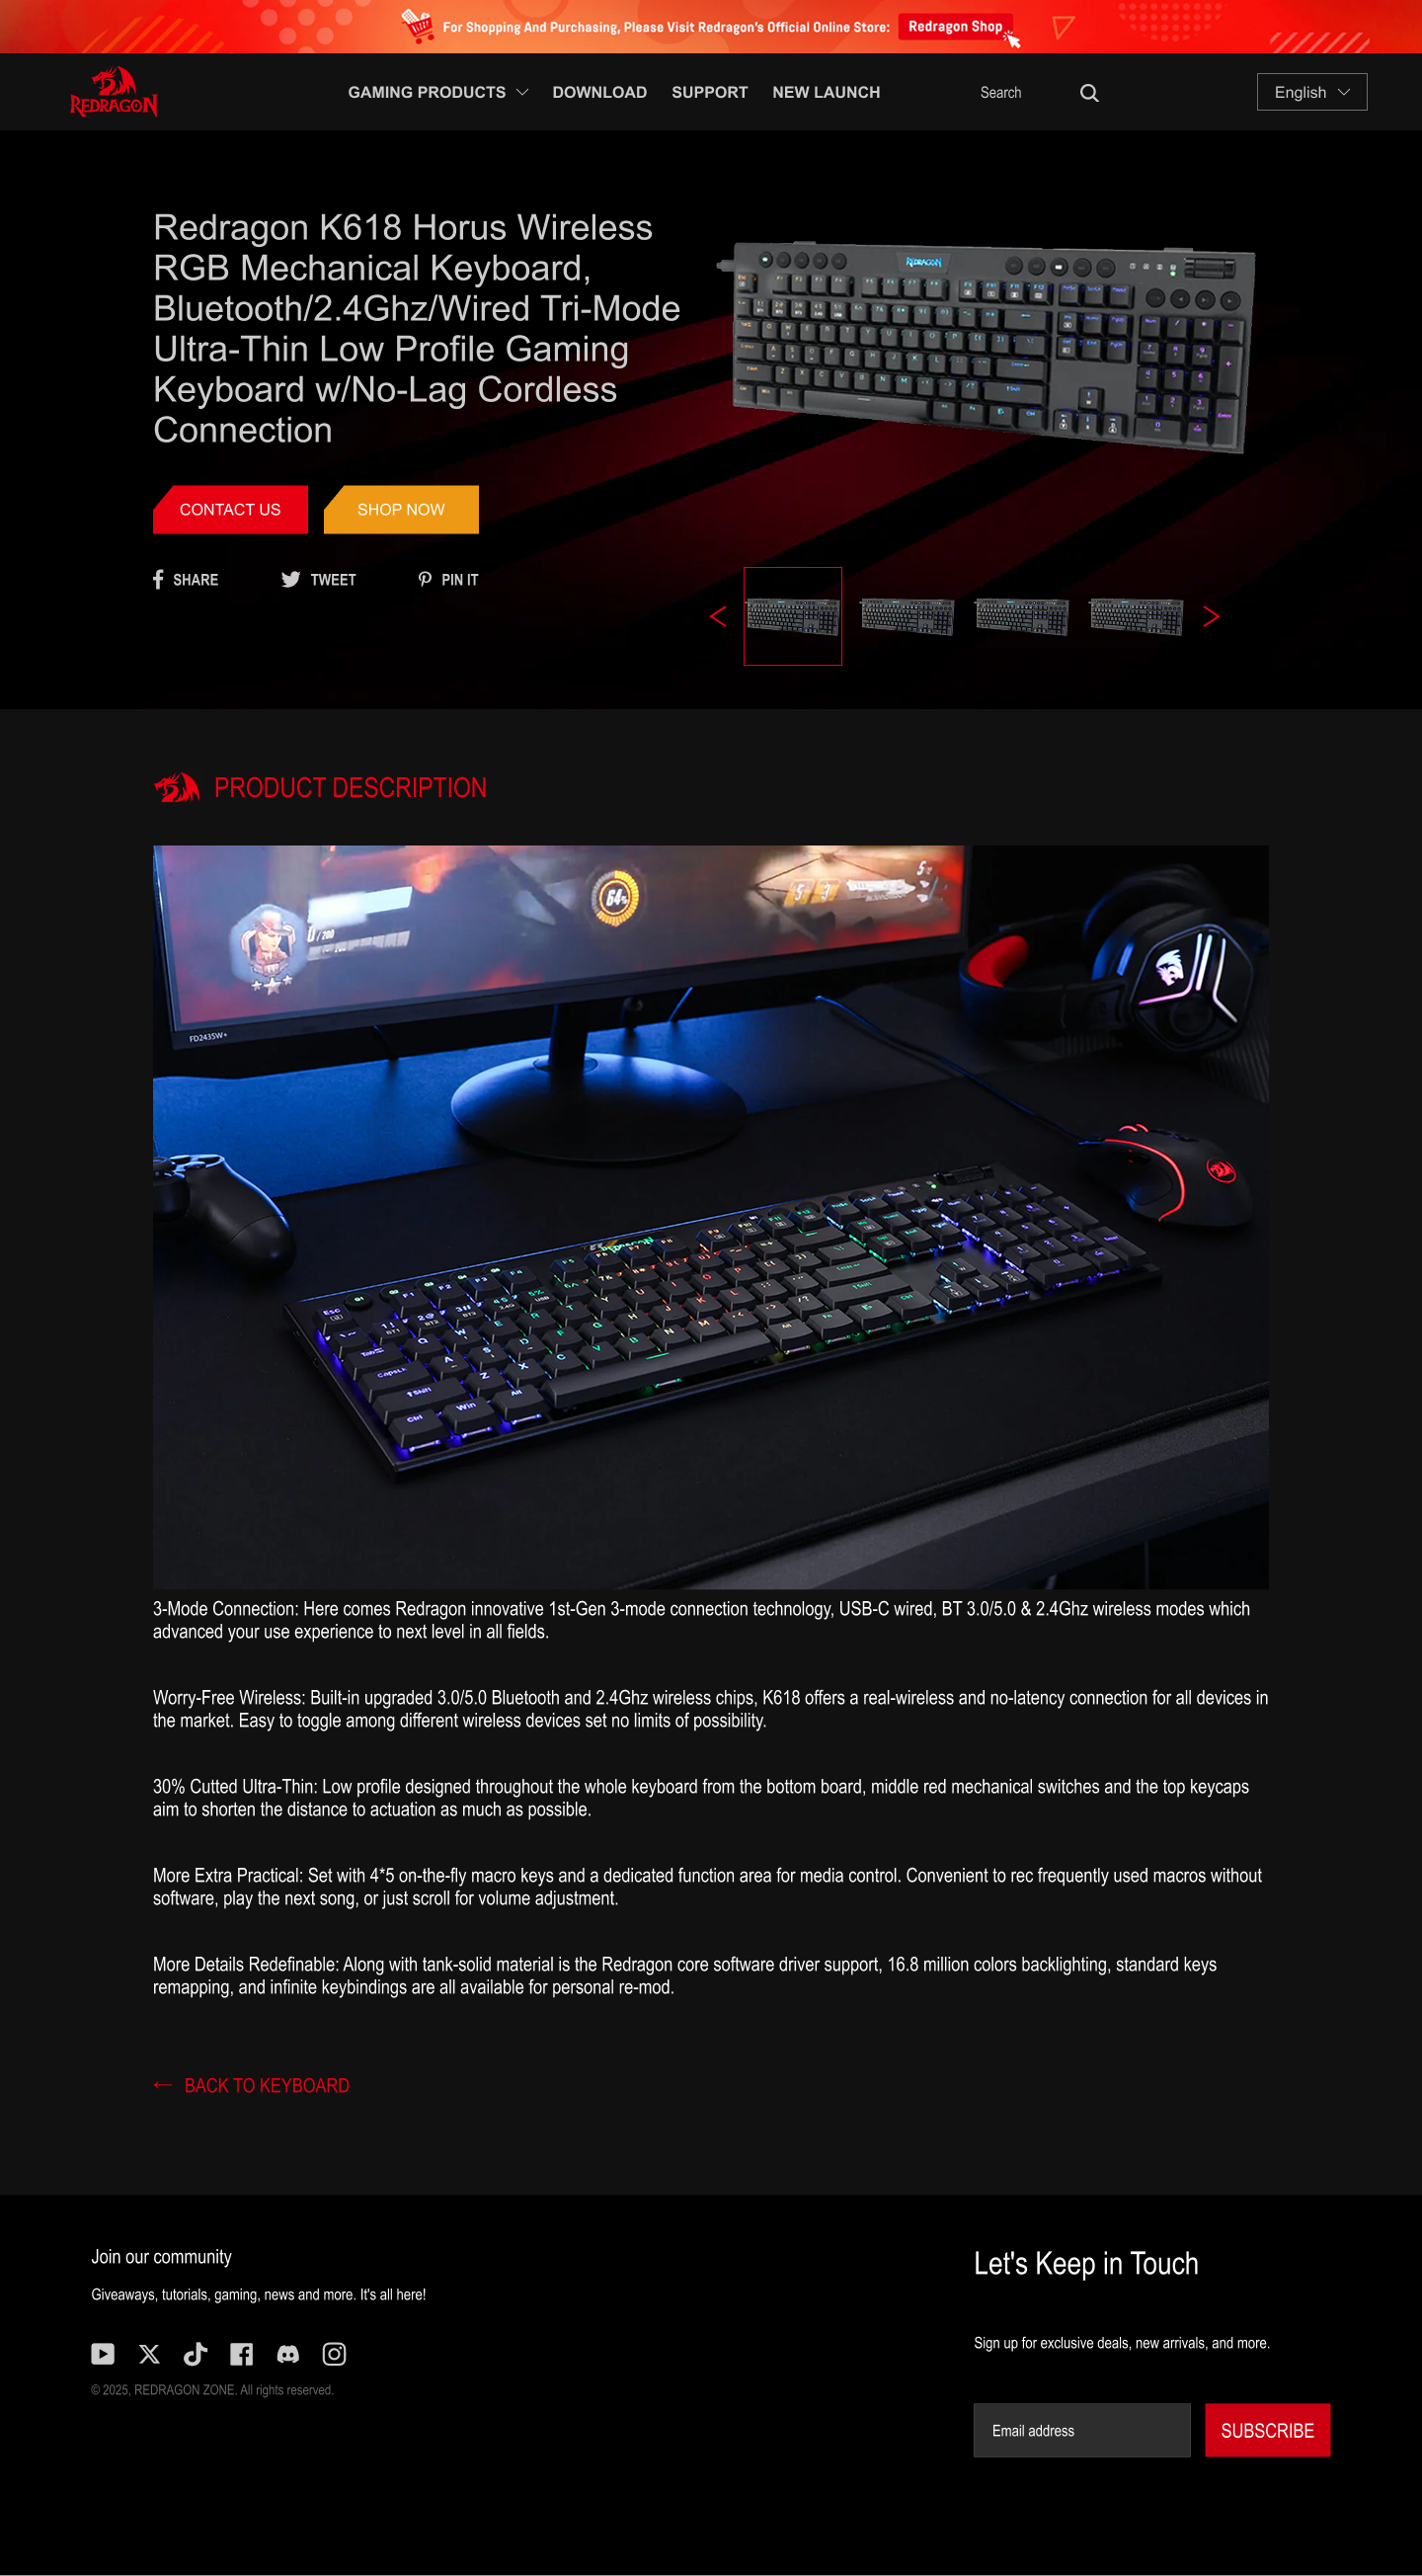 For Shopping And Purchasing, Please Visit Redragon's Official Online Store: Redragon Shop
REDRAGON
GAMING PRODUCTS DOWNLOAD SUPPORT NEW LAUNCH Search English
Redragon K618 Horus Wireless
RGB Mechanical Keyboard,
Bluetooth/2.4Ghz/Wired Tri-Mode
Ultra-Thin Low Profile Gaming
Keyboard w/No-Lag Cordless
Connection
REDRAGON
CONTACT US SHOP NOW
SHARE TWEET PIN IT
PRODUCT DESCRIPTION
64%
FD2435W+
REDRAGON
3-Mode Connection: Here comes Redragon innovative 1st-Gen 3-mode connection technology, USB-C wired, BT 3.0/5.0 & 2.4Ghz wireless modes which
advanced your use experience to next level in all fields.
Worry-Free Wireless: Built-in upgraded 3.0/5.0 Bluetooth and 2.4Ghz wireless chips, K618 offers a real-wireless and no-latency connection for all devices in
the market. Easy to toggle among different wireless devices set no limits of possibility.
30% Cutted Ultra-Thin: Low profile designed throughout the whole keyboard from the bottom board, middle red mechanical switches and the top keycaps
aim to shorten the distance to actuation as much as possible.
More Extra Practical: Set with 4*5 on-the-fly macro keys and a dedicated function area for media control. Convenient to rec frequently used macros without
software, play the next song, or just scroll for volume adjustment.
More Details Redefinable: Along with tank-solid material is the Redragon core software driver support, 16.8 million colors backlighting, standard keys
remapping, and infinite keybindings are all available for personal re-mod.
← BACK TO KEYBOARD
Join our community
Giveaways, tutorials, gaming, news and more. It's all here!
© 2025, REDRAGON ZONE. All rights reserved.
Let's Keep in Touch
Sign up for exclusive deals, new arrivals, and more.
Email address SUBSCRIBE